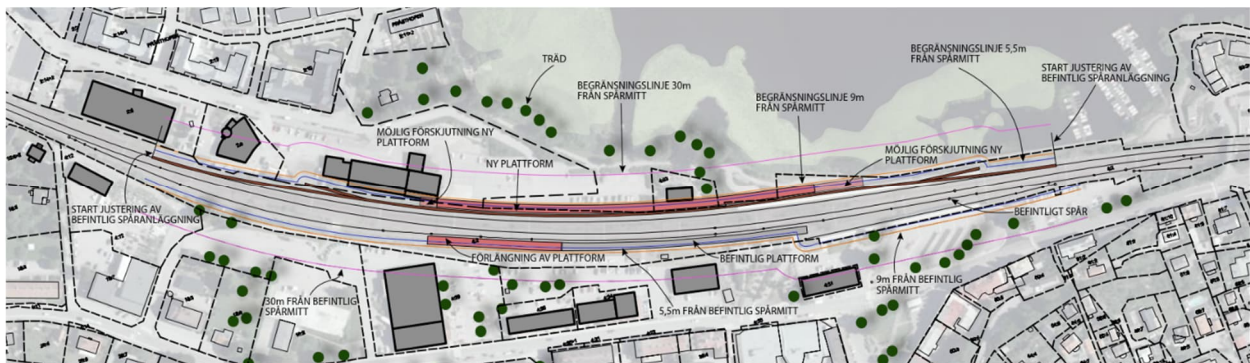 TRÄD
BEGRÄNSNINGSLINJE 30m
FRÅN SPÅRMITT
BEGRÄNSNINGSLINJE 9m
FRÅN SPÅRMITT
BEGRÄNSNINGSLINJE 5,5m
FRÅN SPÅRMITT
START JUSTERING AV
BEFINTLIG SPÅRANLÄGGNING
MÖJLIG FÖRSKJUTNING NY
PLATTFORM
NY PLATTFORM
MÖJLIG FÖRSKJUTNING NY
PLATTFORM
START JUSTERING AV
BEFINTLIG SPÅRANLÄGGNING
BEFINTLIGT SPÅR
FÖRLÄNGNING AV PLATTFORM
BEFINTLIG PLATTFORM
30m FRÅN BEFINTLIG
SPÅRMITT
5,5m FRÅN BEFINTLIG SPÅRMITT
9m FRÅN BEFINTLIG
SPÅRMITT